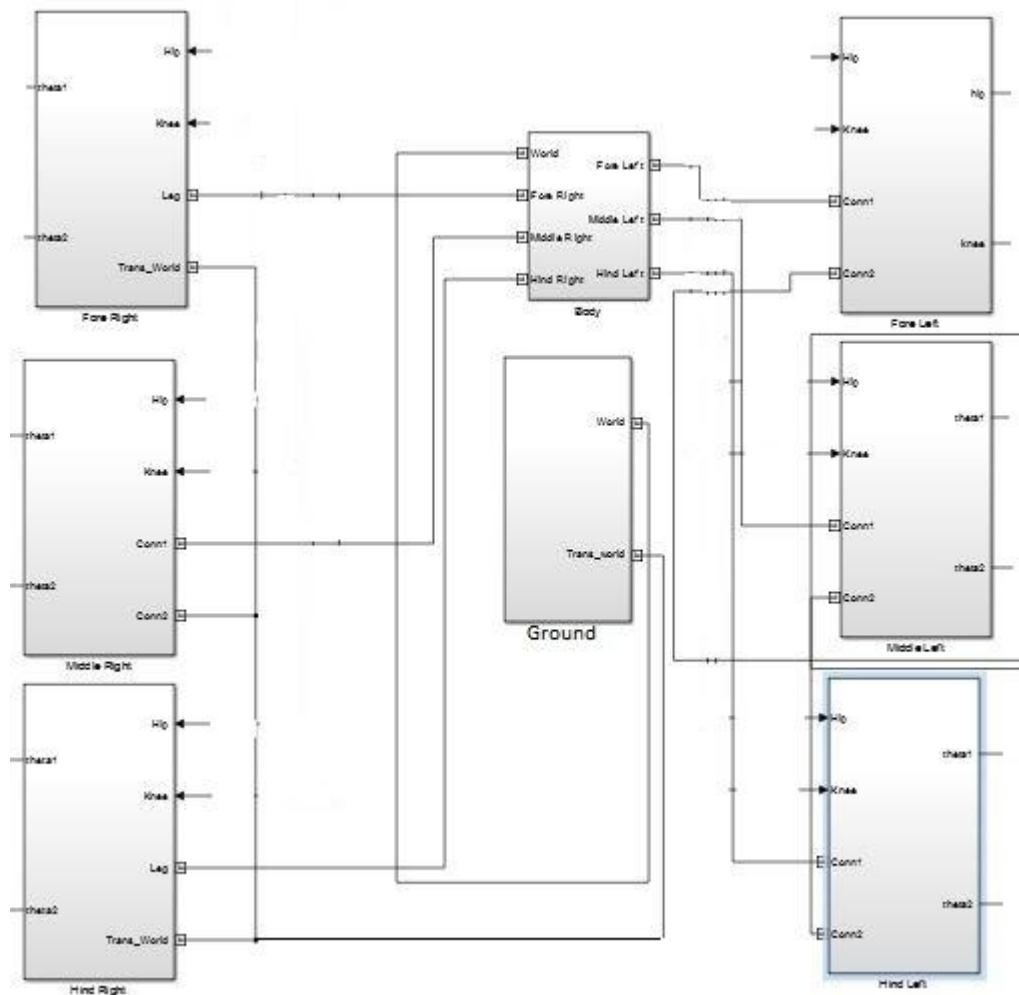 Hip
theta1
Knee
Leg
theta2
Trans_World
Fore Right
Hip
theta1
Knee
Conn1
theta2
Conn2
Middle Right
Hip
theta1
Knee
Leg
theta2
Trans_World
Hind Right
World
Fore Left
Fore Right
Middle Left
Middle Right
Hind Left
Hind Right
Body
World
Trans_world
Ground
Hip
hip
Knee
Conn1
knee
Conn2
Fore Left
Hip
theta1
Knee
Conn1
theta2
Conn2
Middle Left
Hip
theta1
Knee
Conn1
theta2
Conn2
Hind Left